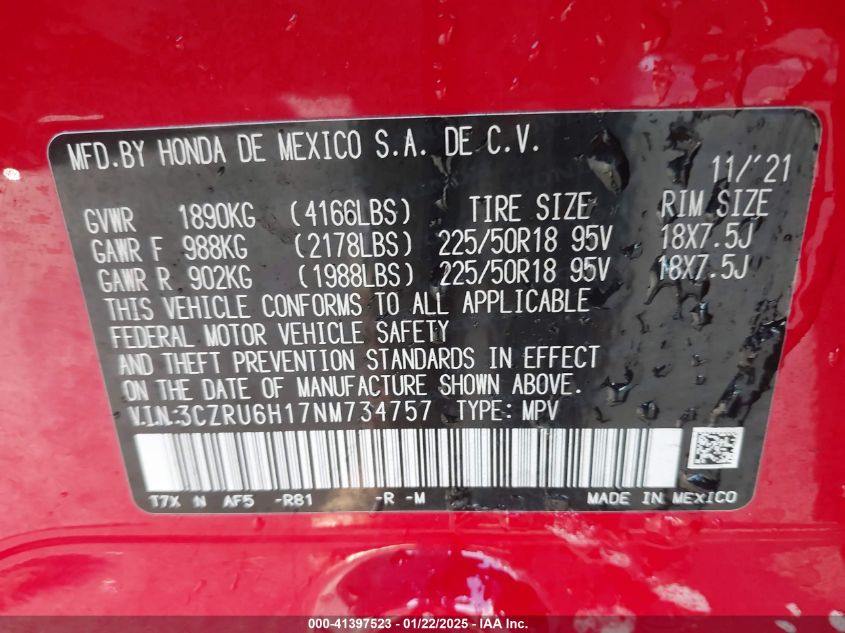 MFD.BY HONDA DE MEXICO S.A. DE C.V.
11/'21
GVWR 1890KG (4166LBS) TIRE SIZE RIM SIZE
GAWR F 988KG (2178LBS) 225/50R18 95V 18X7.5J
GAWR R 902KG (1988LBS) 225/50R18 95V 18X7.5J
THIS VEHICLE CONFORMS TO ALL APPLICABLE
FEDERAL MOTOR VEHICLE SAFETY
AND THEFT PREVENTION STANDARDS IN EFFECT
ON THE DATE OF MANUFACTURE SHOWN ABOVE.
V.I.N:3CZRU6H17NM734757 TYPE: MPV
T7X N AF5 -R81 -R -M MADE IN MEXICO
000-41397523 - 01/22/2025 - IAA Inc.